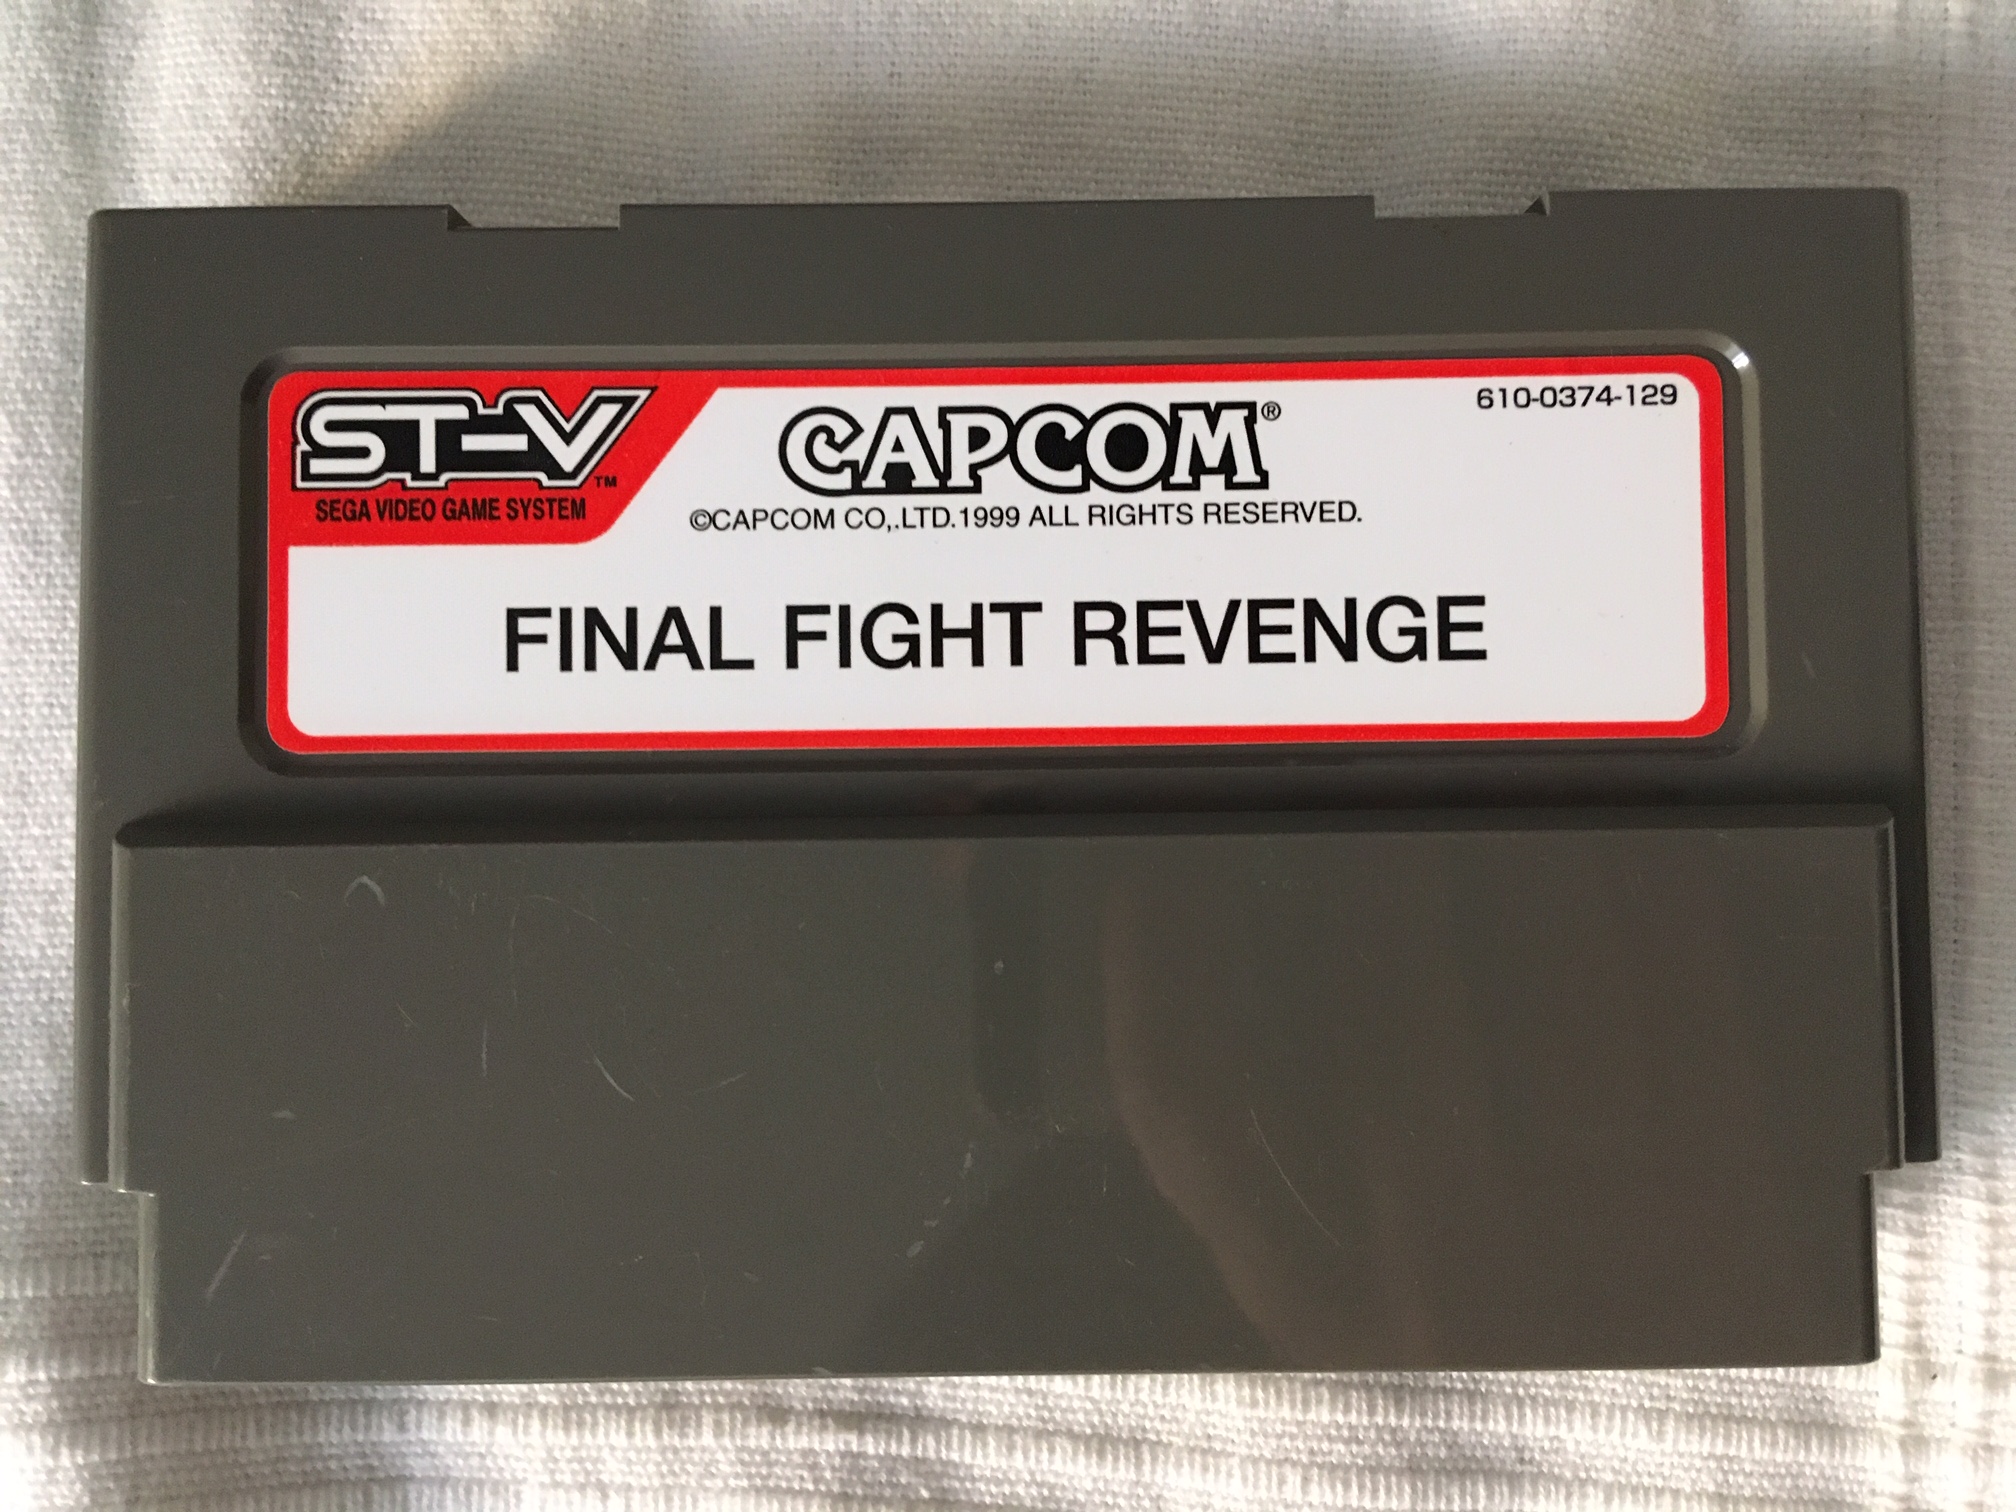 ST-V™
SEGA VIDEO GAME SYSTEM
CAPCOM®
610-0374-129
©CAPCOM CO,.LTD.1999 ALL RIGHTS RESERVED.
FINAL FIGHT REVENGE